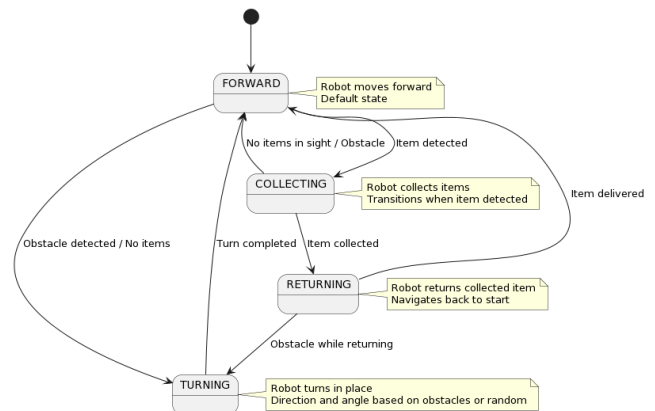 FORWARD
Robot moves forward
Default state
No items in sight / Obstacle
Item detected
COLLECTING
Robot collects items
Transitions when item detected
Item delivered
Obstacle detected / No items
Turn completed
Item collected
RETURNING
Robot returns collected item
Navigates back to start
Obstacle while returning
TURNING
Robot turns in place
Direction and angle based on obstacles or random